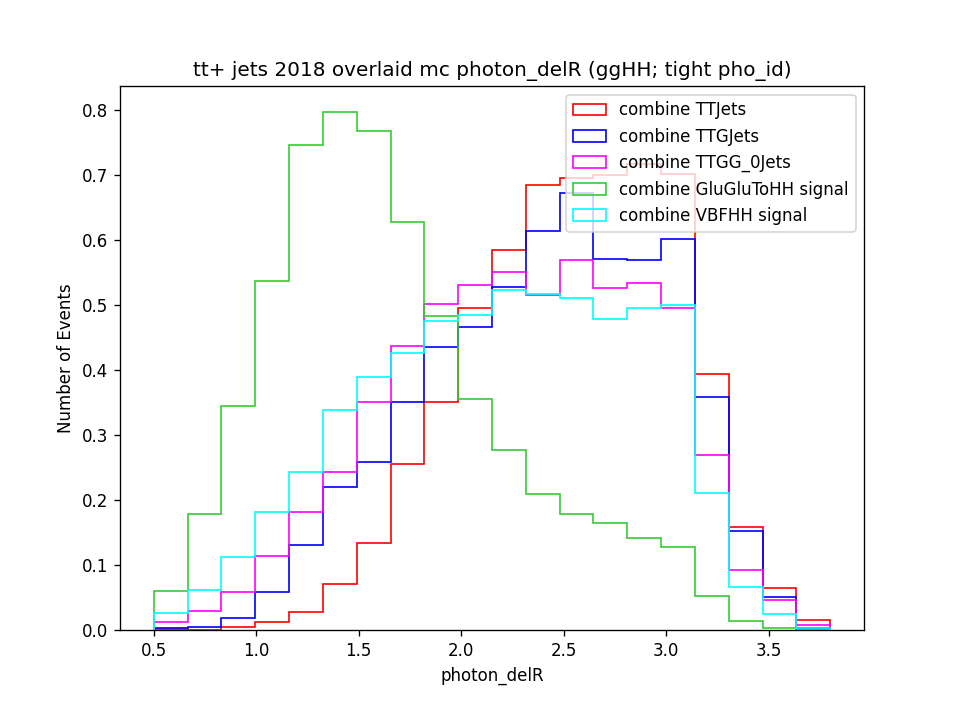 tt+ jets 2018 overlaid mc photon_delR (ggHH; tight pho_id)
combine TTJets
combine TTGJets
combine TTGG_0Jets
combine GluGluToHH signal
combine VBFHH signal
Number of Events
0.8
0.7
0.6
0.5
0.4
0.3
0.2
0.1
0.0
0.5 1.0 1.5 2.0 2.5 3.0 3.5
photon_delR